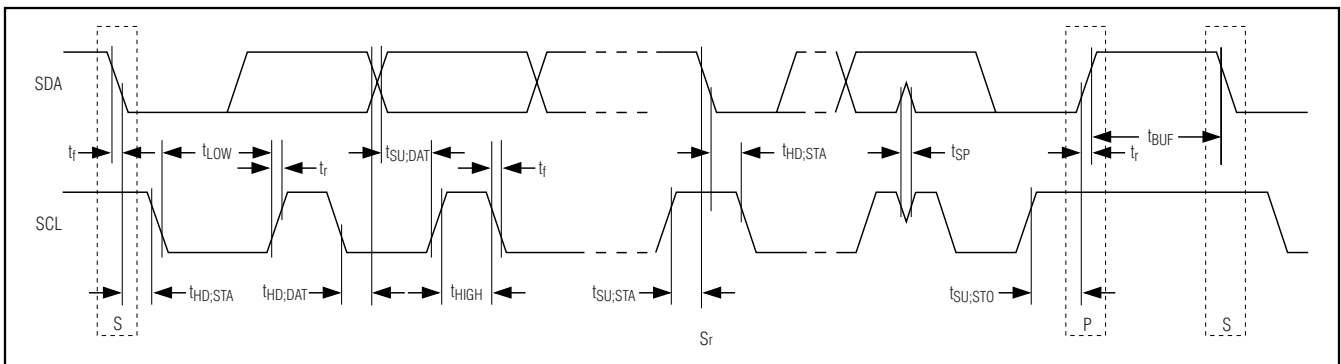 SDA
tf
tLOW
tr
tSU;DAT
tf
tHD;STA
tSP
tr
tBUF
SCL
tHD;STA
tHD;DAT
tHIGH
tSU;STA
tSU;STO
S
Sr
P
S